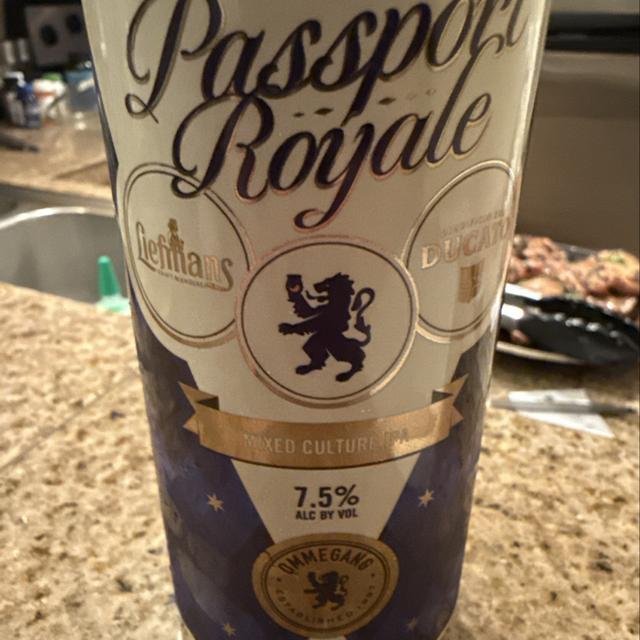 Passport
Royale
Liefmans
DUCATO
MIXED CULTURE IPA
7.5%
ALC BY VOL
OMMEGANG